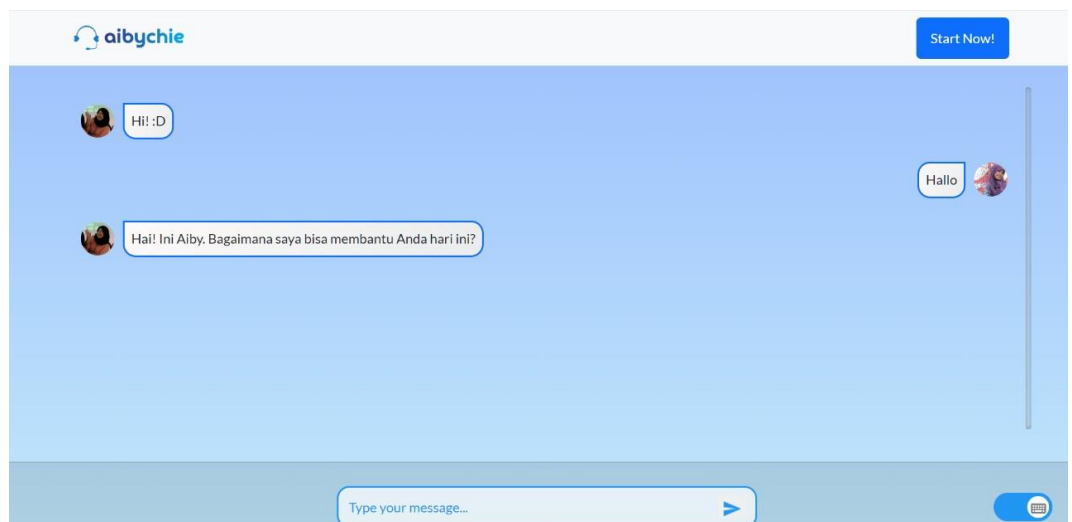 aibychie
Start Now!
Hi! :D
Hallo
Hai! Ini Aiby. Bagaimana saya bisa membantu Anda hari ini?
Type your message...